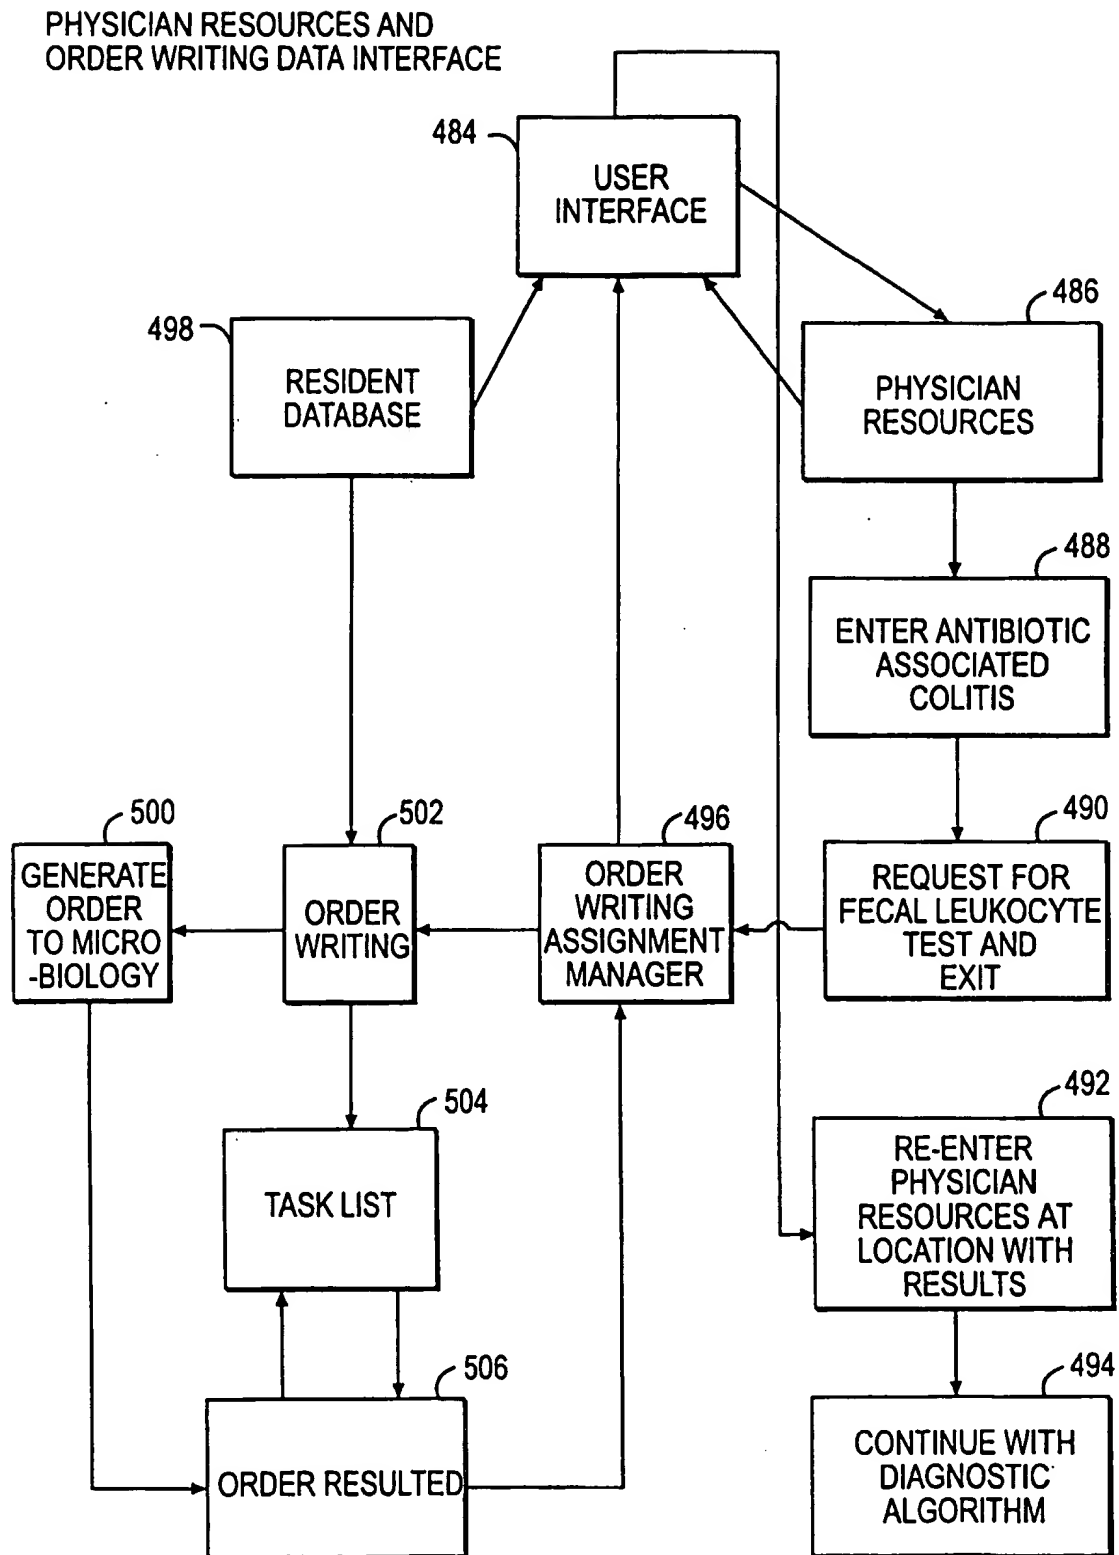 PHYSICIAN RESOURCES AND
ORDER WRITING DATA INTERFACE
484
USER
INTERFACE
498
RESIDENT
DATABASE
486
PHYSICIAN
RESOURCES
488
ENTER ANTIBIOTIC
ASSOCIATED
COLITIS
500
GENERATE
ORDER
TO MICRO
-BIOLOGY
502
ORDER
WRITING
496
ORDER
WRITING
ASSIGNMENT
MANAGER
490
REQUEST FOR
FECAL LEUKOCYTE
TEST AND
EXIT
504
TASK LIST
492
RE-ENTER
PHYSICIAN
RESOURCES AT
LOCATION WITH
RESULTS
506
ORDER RESULTED
494
CONTINUE WITH
DIAGNOSTIC
ALGORITHM